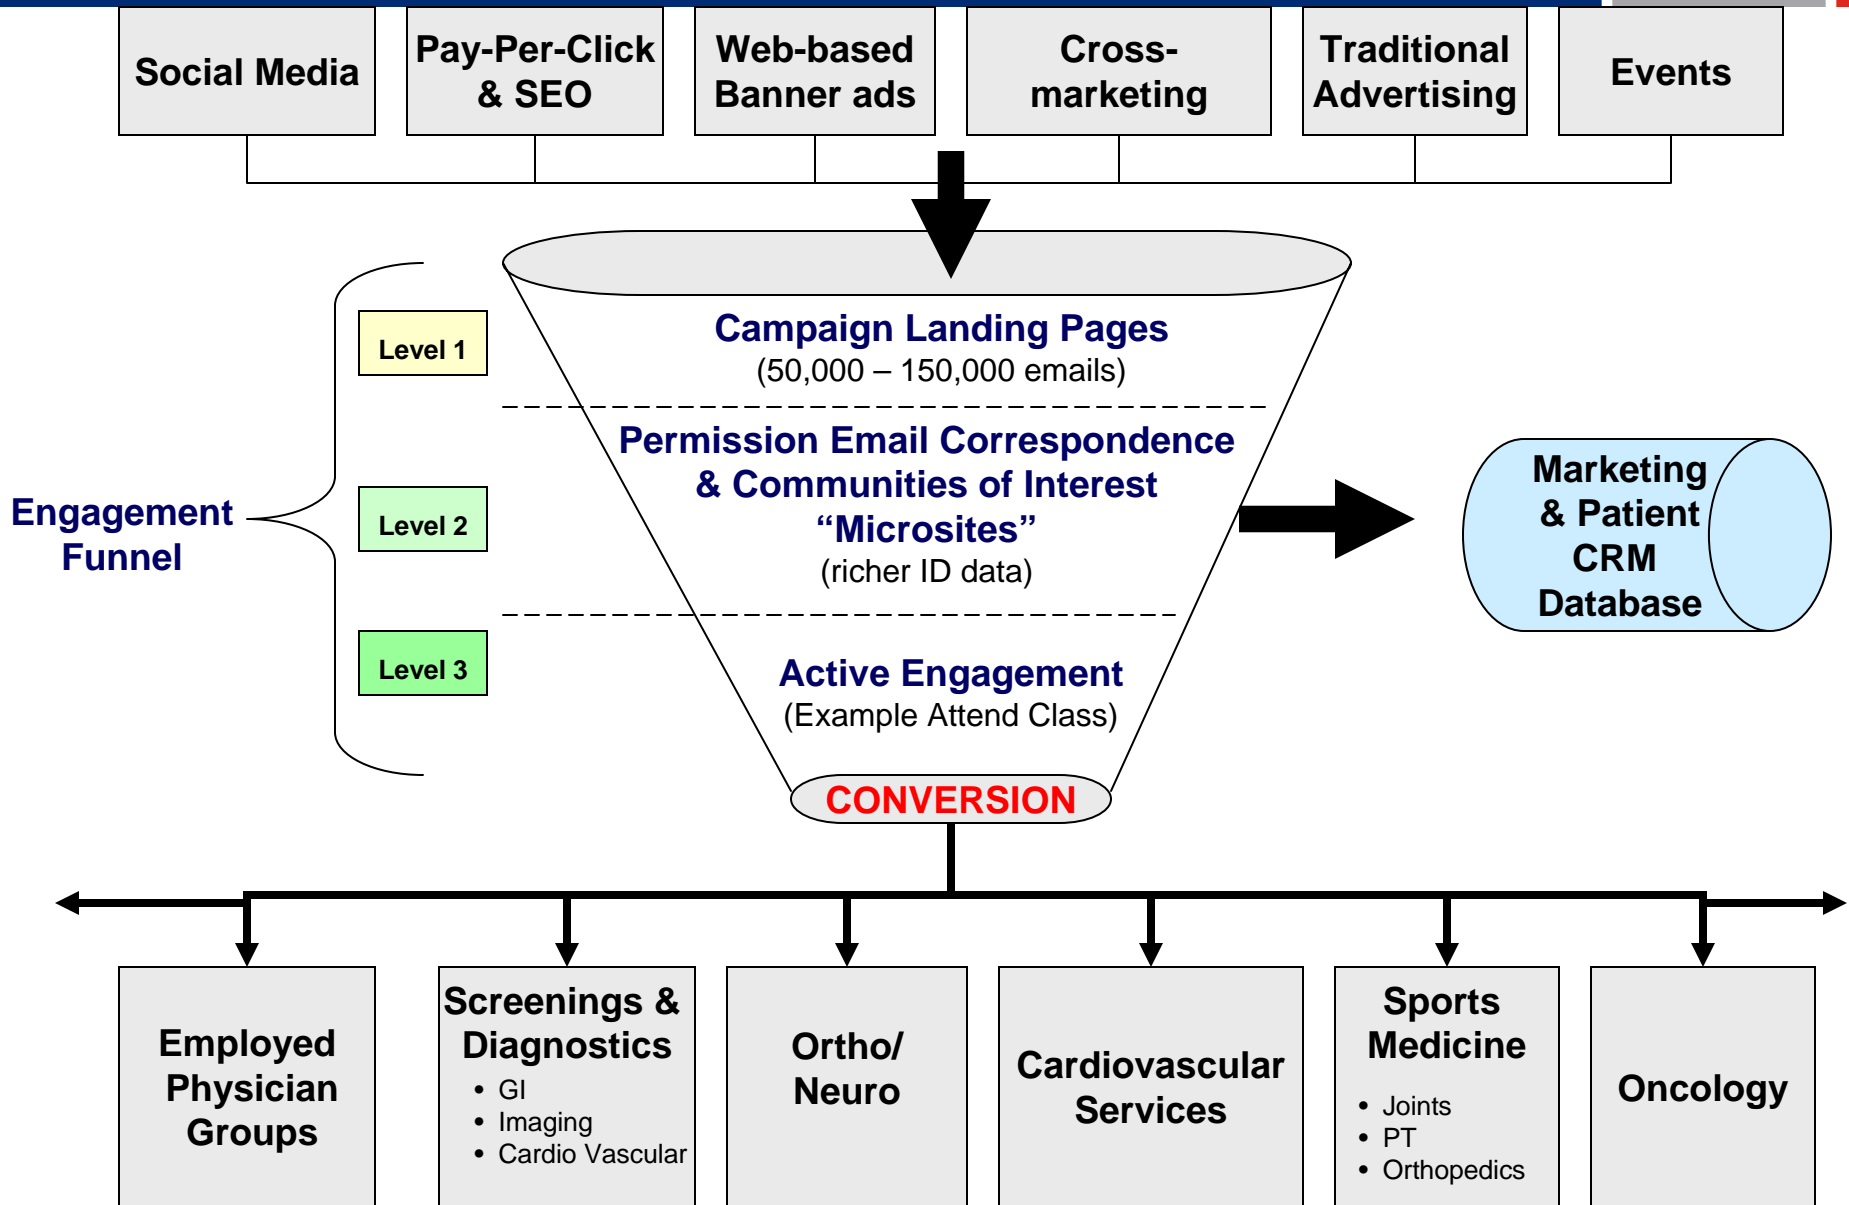 Social Media
Pay-Per-Click
& SEO
Web-based
Banner ads
Cross-
marketing
Traditional
Advertising
Events
Engagement
Funnel
Level 1
Campaign Landing Pages
(50,000 – 150,000 emails)
Level 2
Permission Email Correspondence
& Communities of Interest
“Microsites”
(richer ID data)
Marketing
& Patient
CRM
Database
Level 3
Active Engagement
(Example Attend Class)
CONVERSION
Employed
Physician
Groups
Screenings &
Diagnostics
• GI
• Imaging
• Cardio Vascular
Ortho/
Neuro
Cardiovascular
Services
Sports
Medicine
• Joints
• PT
• Orthopedics
Oncology